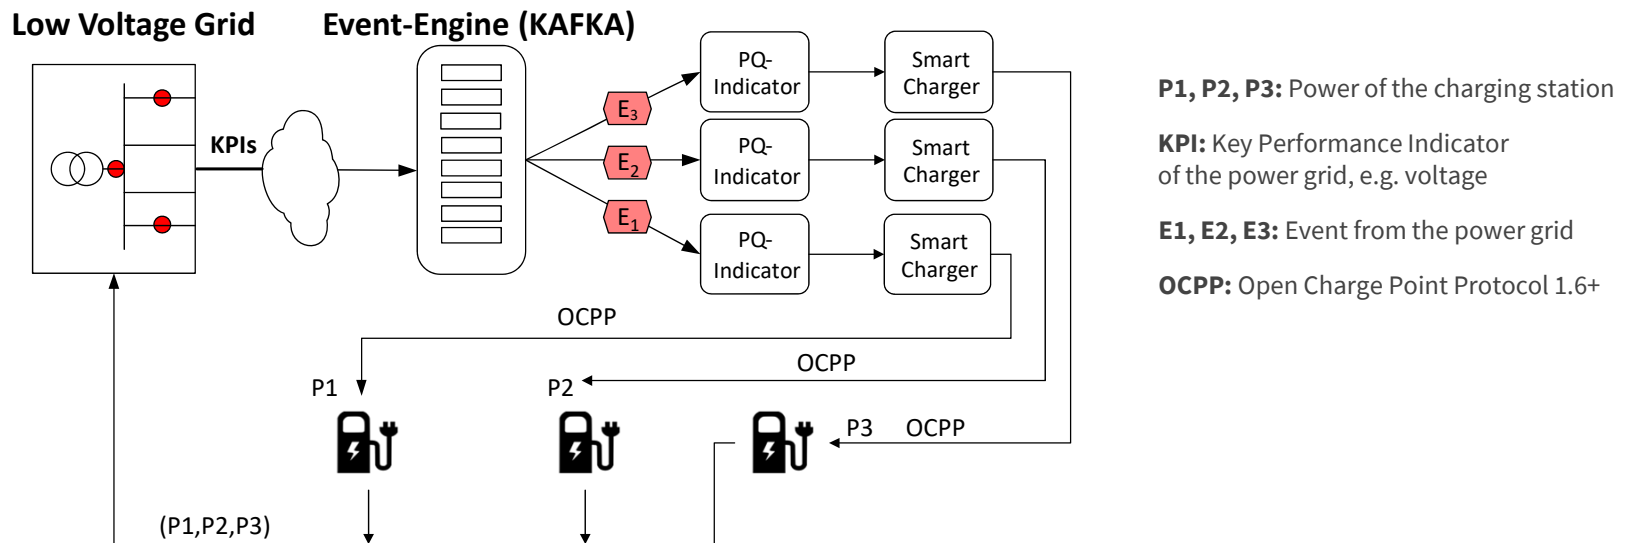 Low Voltage Grid
Event-Engine (KAFKA)
KPIs
E3
E2
E1
PQ-
Indicator
Smart
Charger
PQ-
Indicator
Smart
Charger
PQ-
Indicator
Smart
Charger
OCPP
OCPP
P1
P2
P3 OCPP
(P1,P2,P3)
P1, P2, P3: Power of the charging station
KPI: Key Performance Indicator
of the power grid, e.g. voltage
E1, E2, E3: Event from the power grid
OCPP: Open Charge Point Protocol 1.6+